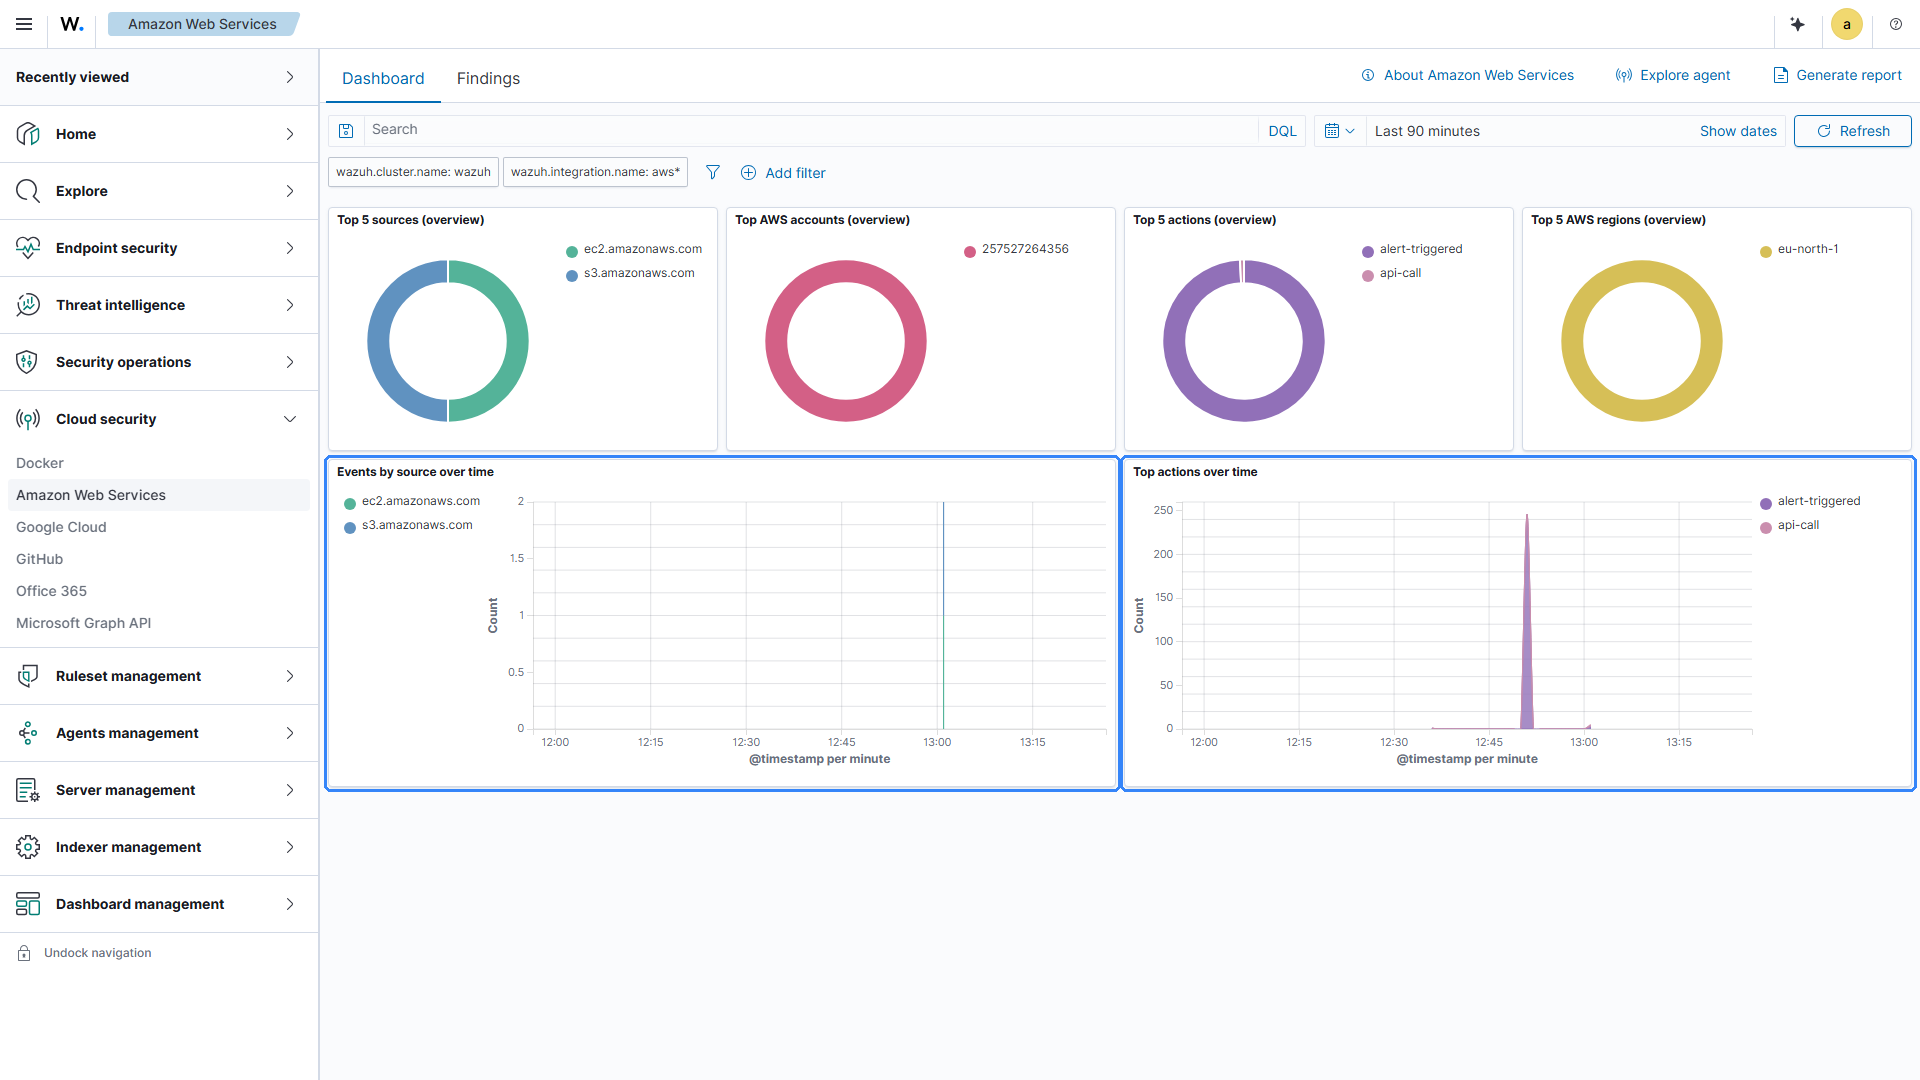 W.
Amazon Web Services
a
Recently viewed
Home
Explore
Endpoint security
Threat intelligence
Security operations
Cloud security
Docker
Amazon Web Services
Google Cloud
GitHub
Office 365
Microsoft Graph API
Ruleset management
Agents management
Server management
Indexer management
Dashboard management
Undock navigation
Dashboard
Findings
About Amazon Web Services
Explore agent
Generate report
Search
DQL
Last 90 minutes
Show dates
Refresh
wazuh.cluster.name: wazuh
wazuh.integration.name: aws*
Add filter
Top 5 sources (overview)
ec2.amazonaws.com
s3.amazonaws.com
Top AWS accounts (overview)
257527264356
Top 5 actions (overview)
alert-triggered
api-call
Top 5 AWS regions (overview)
eu-north-1
Events by source over time
ec2.amazonaws.com
s3.amazonaws.com
Count
2
1.5
1
0.5
0
12:00
12:15
12:30
12:45
13:00
13:15
@timestamp per minute
Top actions over time
Count
250
200
150
100
50
0
12:00
12:15
12:30
12:45
13:00
13:15
@timestamp per minute
alert-triggered
api-call